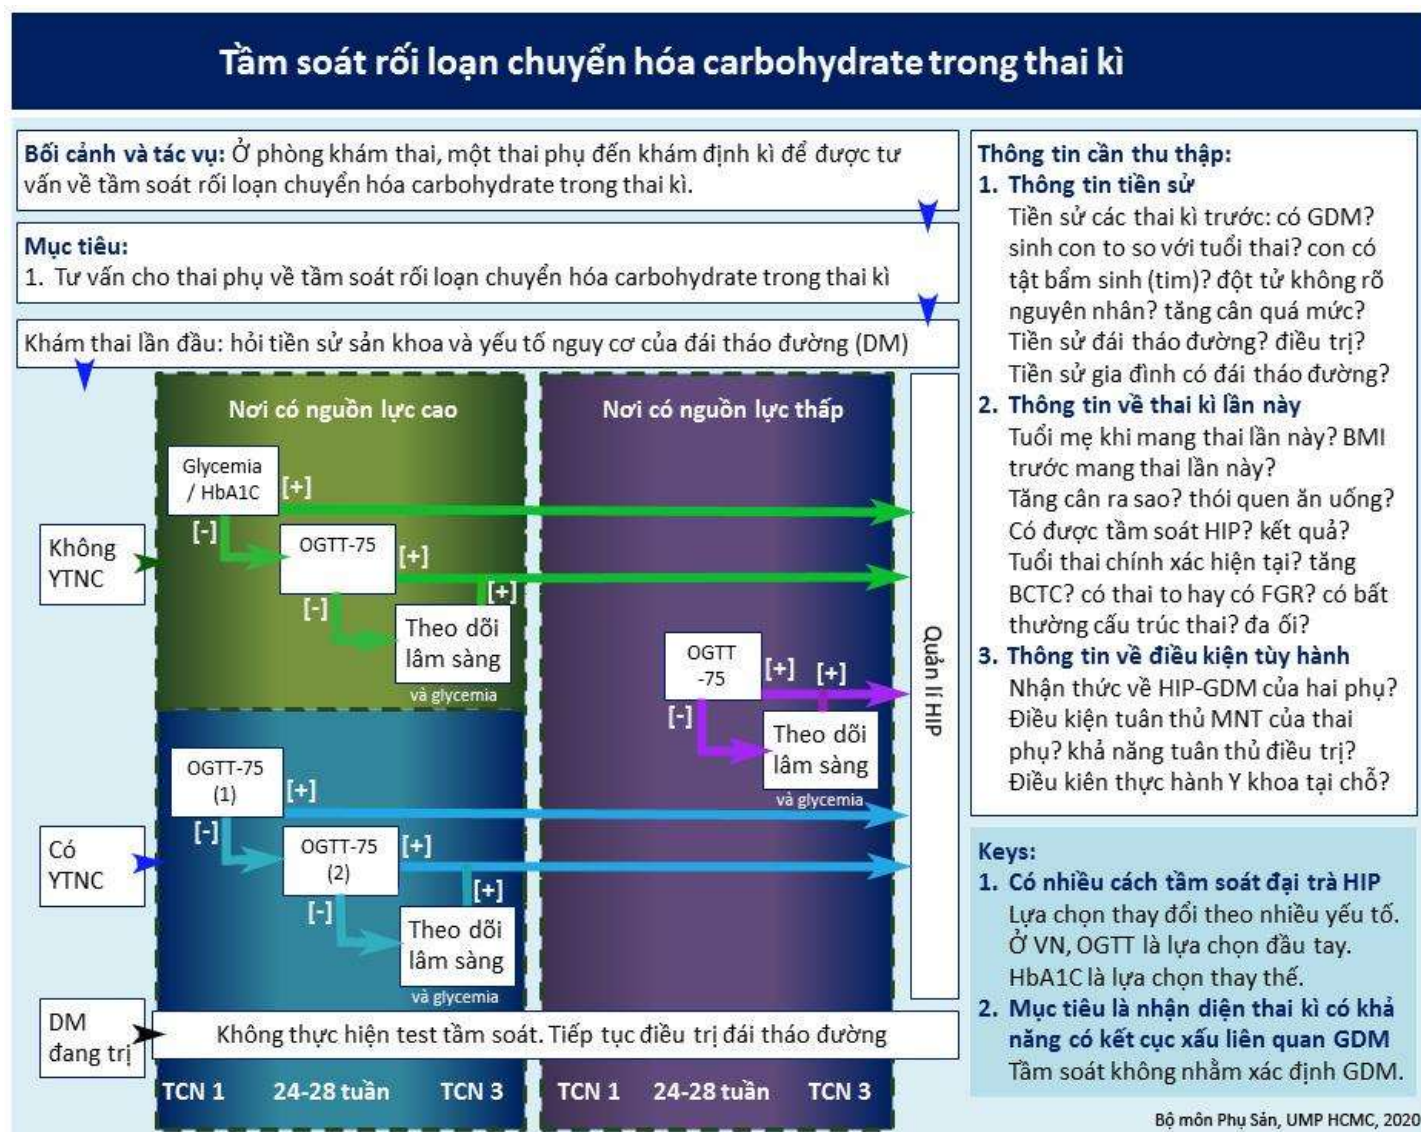 Tầm soát rối loạn chuyển hóa carbohydrate trong thai kì
Bối cảnh và tác vụ: Ở phòng khám thai, một thai phụ đến khám định kì để được tư
vấn về tầm soát rối loạn chuyển hóa carbohydrate trong thai kì.
Mục tiêu:
1. Tư vấn cho thai phụ về tầm soát rối loạn chuyển hóa carbohydrate trong thai kì
Khám thai lần đầu: hỏi tiền sử sản khoa và yếu tố nguy cơ của đái tháo đường (DM)
Nơi có nguồn lực cao
Glycemia
/ HbA1C
[+]
[-]
Không
YTNC
OGTT-75
[+]
[-]
[+]
Theo dõi
lâm sàng
và glycemia
Có
YTNC
OGTT-75
(1)
[+]
[-]
OGTT-75
(2)
[+]
[-]
[+]
Theo dõi
lâm sàng
và glycemia
Nơi có nguồn lực thấp
OGTT
-75
[+]
[+]
[-]
Theo dõi
lâm sàng
và glycemia
Quản lí HIP
DM
đang trị
Không thực hiện test tầm soát. Tiếp tục điều trị đái tháo đường
TCN 1 24-28 tuần TCN 3
TCN 1 24-28 tuần TCN 3
Thông tin cần thu thập:
1. Thông tin tiền sử
Tiền sử các thai kì trước: có GDM?
sinh con to so với tuổi thai? con có
tật bẩm sinh (tim)? đột tử không rõ
nguyên nhân? tăng cân quá mức?
Tiền sử đái tháo đường? điều trị?
Tiền sử gia đình có đái tháo đường?
2. Thông tin về thai kì lần này
Tuổi mẹ khi mang thai lần này? BMI
trước mang thai lần này?
Tăng cân ra sao? thói quen ăn uống?
Có được tầm soát HIP? kết quả?
Tuổi thai chính xác hiện tại? tăng
BCTC? có thai to hay có FGR? có bất
thường cấu trúc thai? đa ối?
3. Thông tin về điều kiện tùy hành
Nhận thức về HIP-GDM của hai phụ?
Điều kiện tuân thủ MNT của thai
phụ? khả năng tuân thủ điều trị?
Điều kiên thực hành Y khoa tại chỗ?
Keys:
1. Có nhiều cách tầm soát đại trà HIP
Lựa chọn thay đổi theo nhiều yếu tố.
Ở VN, OGTT là lựa chọn đầu tay.
HbA1C là lựa chọn thay thế.
2. Mục tiêu là nhận diện thai kì có khả
năng có kết cục xấu liên quan GDM
Tầm soát không nhằm xác định GDM.
Bộ môn Phụ Sản, UMP HCMC, 2020